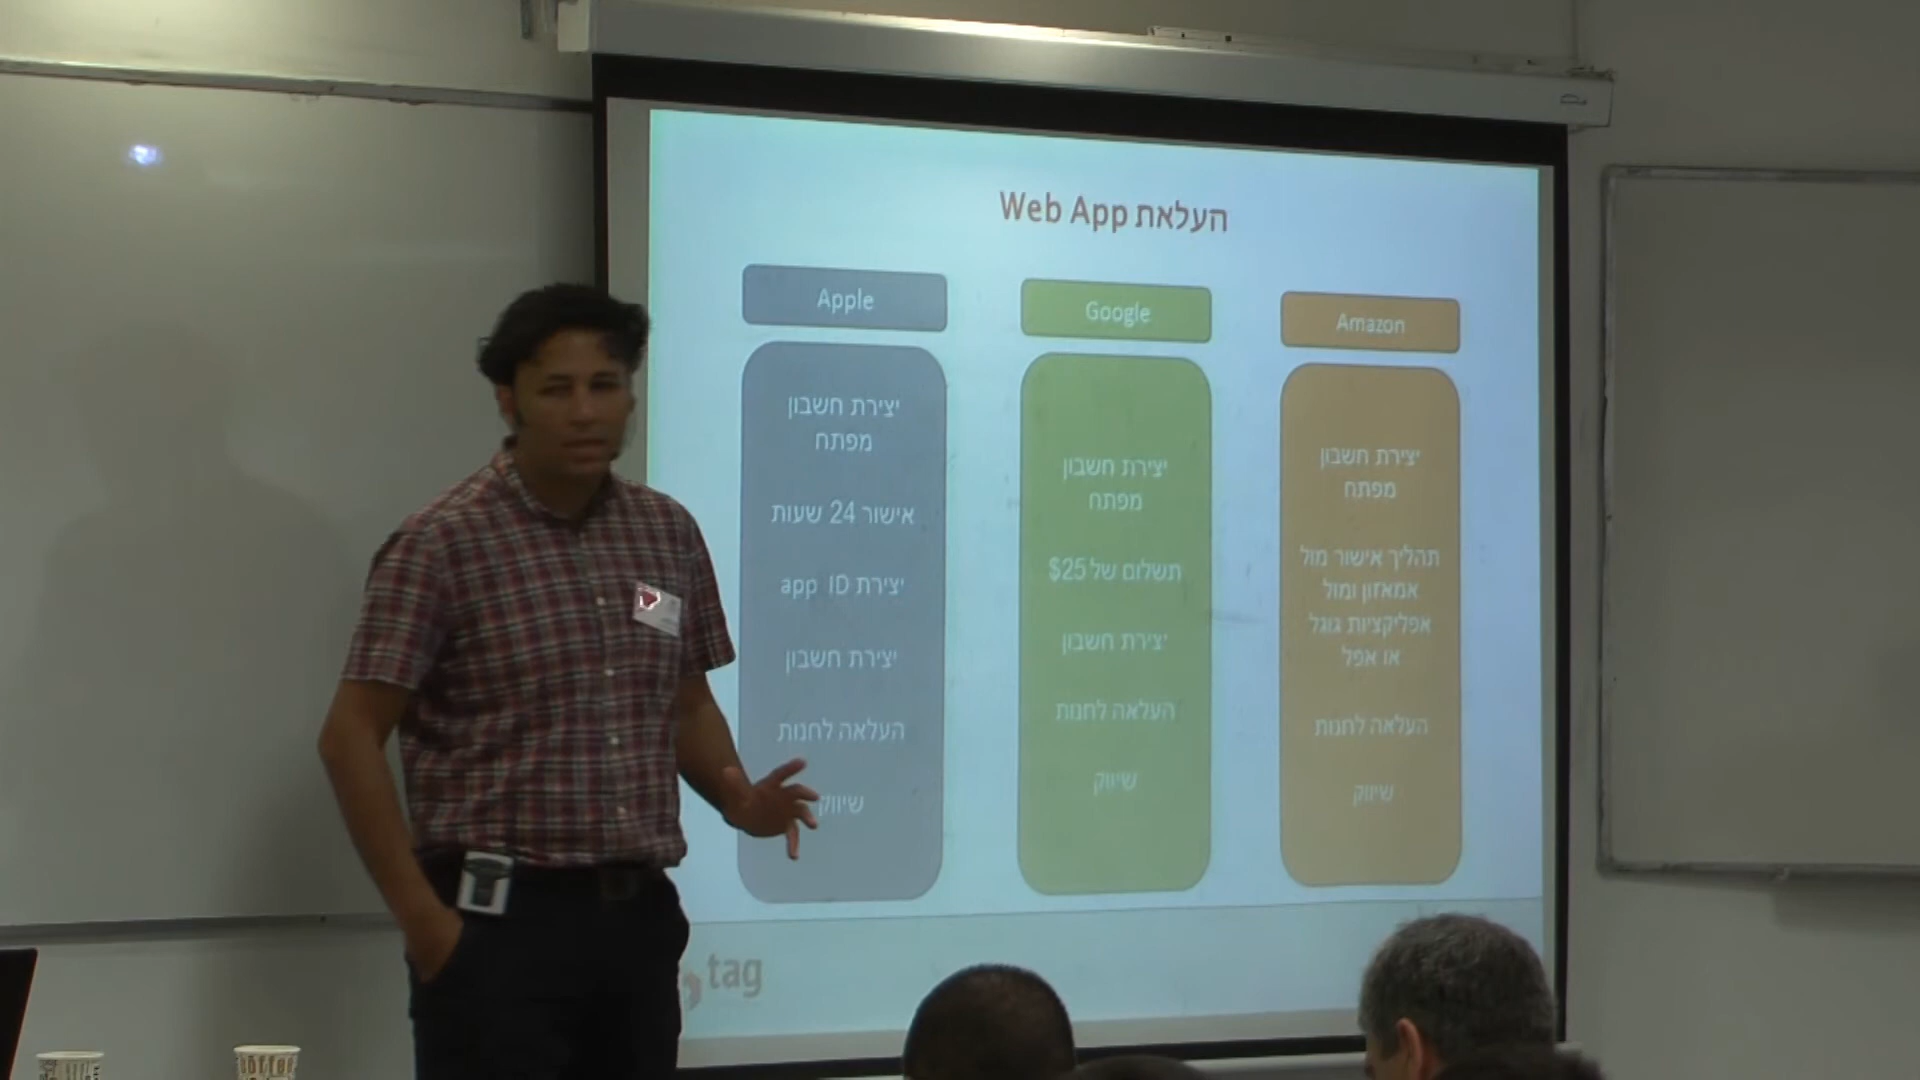 העלאת Web App
Apple
יצירת חשבון
מפתח
אישור 24 שעות
יצירת app ID
יצירת חשבון
העלאה לחנות
שיווק
Google
יצירת חשבון
מפתח
תשלום של 25$
יצירת חשבון
העלאה לחנות
שיווק
Amazon
יצירת חשבון
מפתח
תהליך אישור מול
אמאזון ומול
אפליקציות גוגל
או אפל
העלאה לחנות
שיווק
tag
coffee